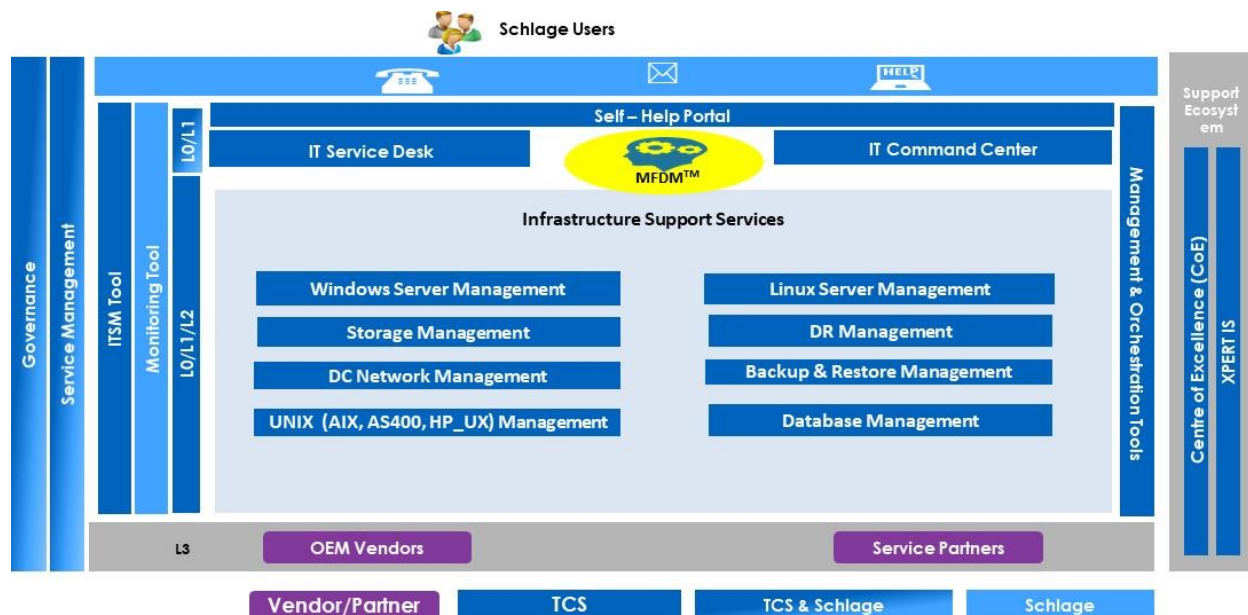 Schlage Users
HELP
Governance
Service Management
ITSM Tool
Monitoring Tool
L0/L1
L0/L1/L2
Self – Help Portal
IT Service Desk
IT Command Center
MFDM™
Infrastructure Support Services
Windows Server Management
Linux Server Management
Storage Management
DR Management
DC Network Management
Backup & Restore Management
UNIX (AIX, AS400, HP_UX) Management
Database Management
Management & Orchestration Tools
Support
Ecosyst
em
Centre of Excellence (CoE)
XPERT IS
L3
OEM Vendors
Service Partners
Vendor/Partner
TCS
TCS & Schlage
Schlage